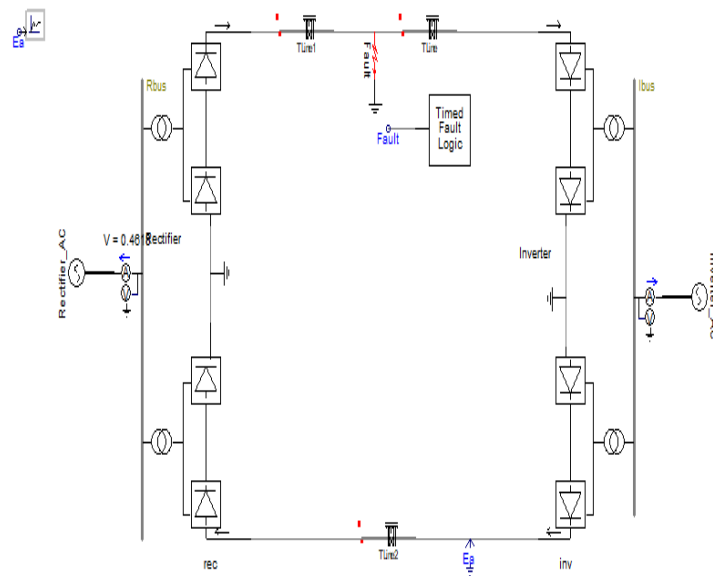 Ea
Tline1
Tline
Fault
Rbus
Ibus
Timed
Fault
Logic
Fault
Rectifier_AC
V = 0.461
Rectifier
A
V
Inverter
A
V
Tline2
Ea
rec
inv